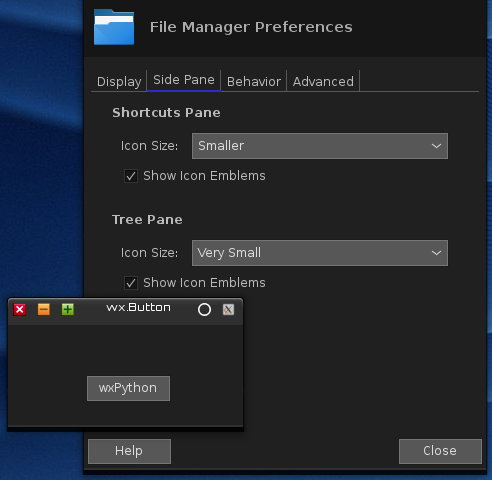 File Manager Preferences
Display Side Pane Behavior Advanced
Shortcuts Pane
Icon Size: Smaller
Show Icon Emblems
Tree Pane
Icon Size: Very Small
Show Icon Emblems
wx.Button
wxPython
Help Close